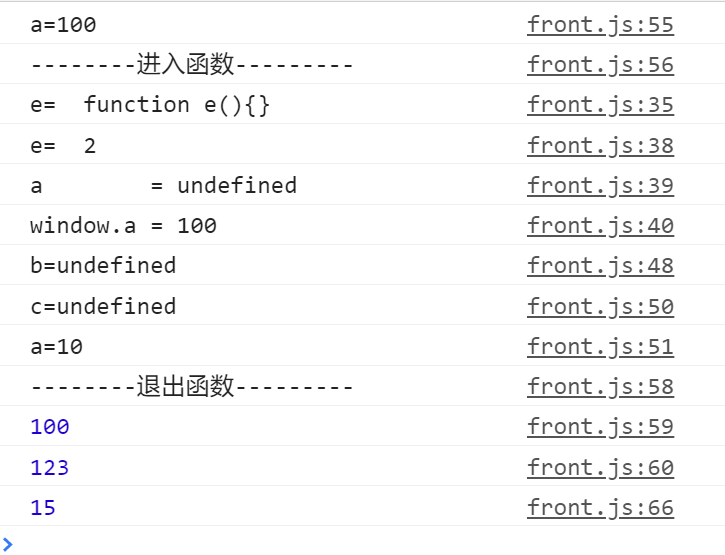 a=100 front.js:55
--------进入函数--------- front.js:56
e=  function e(){} front.js:35
e=  2 front.js:38
a        = undefined front.js:39
window.a = 100 front.js:40
b=undefined front.js:48
c=undefined front.js:50
a=10 front.js:51
--------退出函数--------- front.js:58
100 front.js:59
123 front.js:60
15 front.js:66